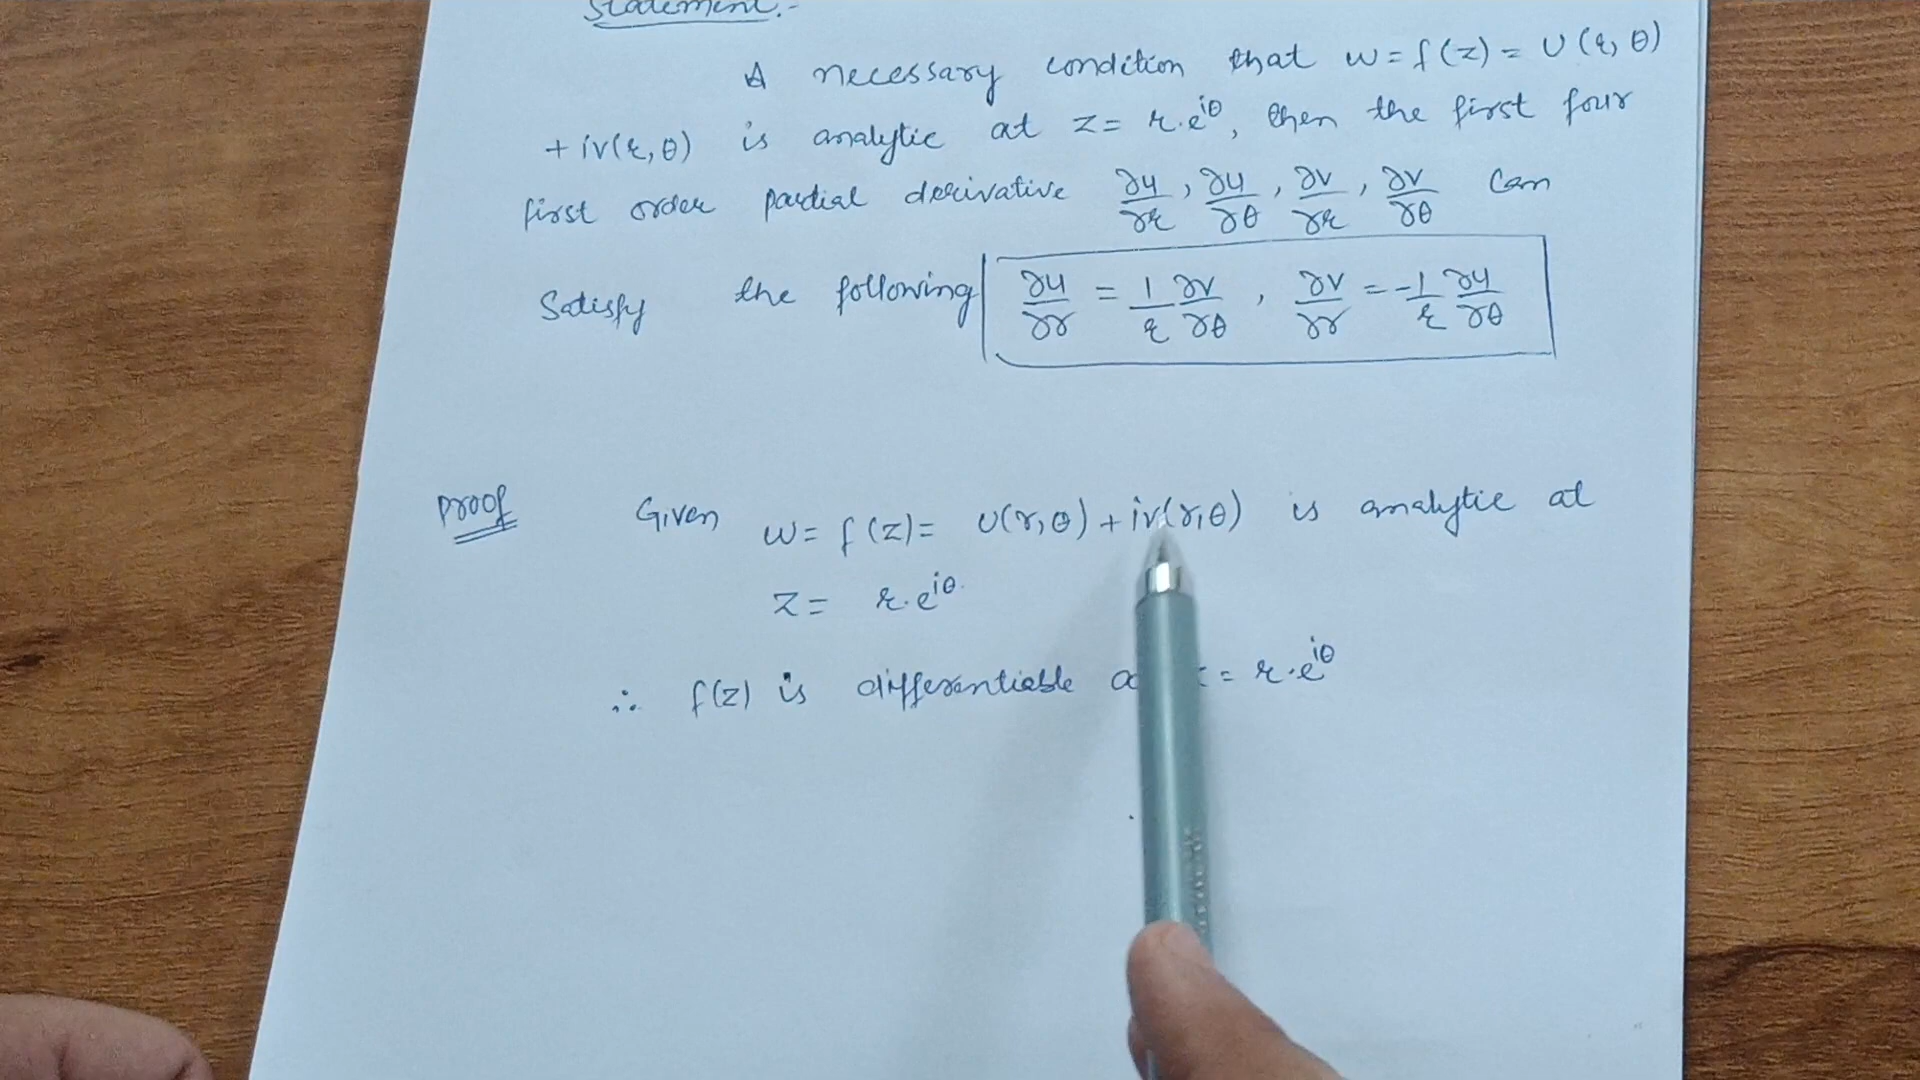 Statement:-
A necessary condition that w = f(z) = U(r, θ)
+ iv(r, θ) is analytic at z = r.e^{iθ}, then the first four
first order partial derivative ∂u/∂r, ∂u/∂θ, ∂v/∂r, ∂v/∂θ can
Satisfy the following ∂u/∂r = 1/r ∂v/∂θ, ∂v/∂r = -1/r ∂u/∂θ
Proof Given w = f(z) = U(r, θ) + iv(r, θ) is analytic at
z = r.e^{iθ}.
∴ f(z) is differentiable = r.e^{iθ}